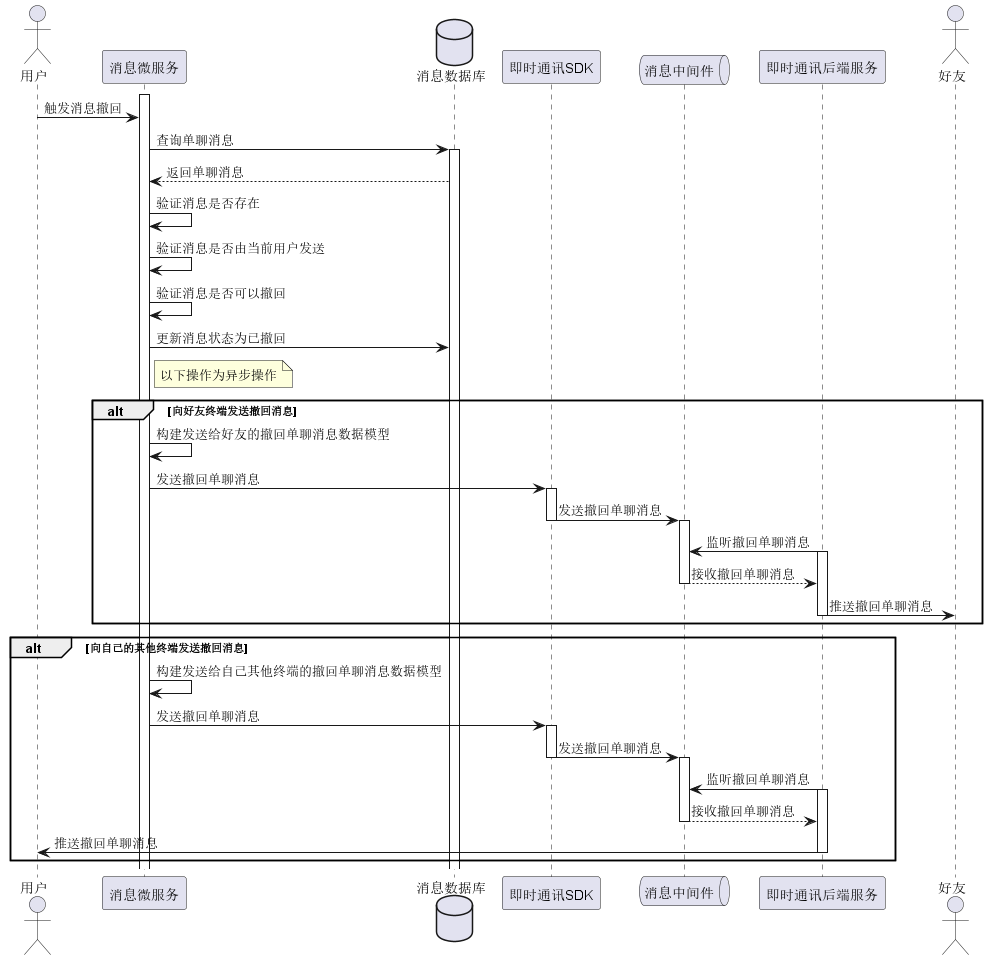 用户
消息微服务
消息数据库
即时通讯SDK
消息中间件
即时通讯后端服务
好友
触发消息撤回
查询单聊消息
返回单聊消息
验证消息是否存在
验证消息是否由当前用户发送
验证消息是否可以撤回
更新消息状态为已撤回
以下操作为异步操作
alt [向好友终端发送撤回消息]
构建发送给好友的撤回单聊消息数据模型
发送撤回单聊消息
发送撤回单聊消息
监听撤回单聊消息
接收撤回单聊消息
推送撤回单聊消息
alt [向自己的其他终端发送撤回消息]
构建发送给自己其他终端的撤回单聊消息数据模型
发送撤回单聊消息
发送撤回单聊消息
监听撤回单聊消息
接收撤回单聊消息
推送撤回单聊消息
用户
消息微服务
消息数据库
即时通讯SDK
消息中间件
即时通讯后端服务
好友